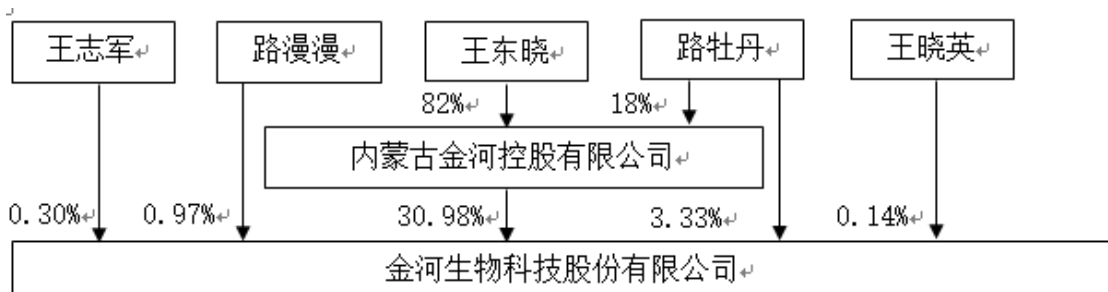 王志军
路漫漫
王东晓
路牡丹
王晓英
82%
18%
内蒙古金河控股有限公司
0.30%
0.97%
30.98%
3.33%
0.14%
金河生物科技股份有限公司